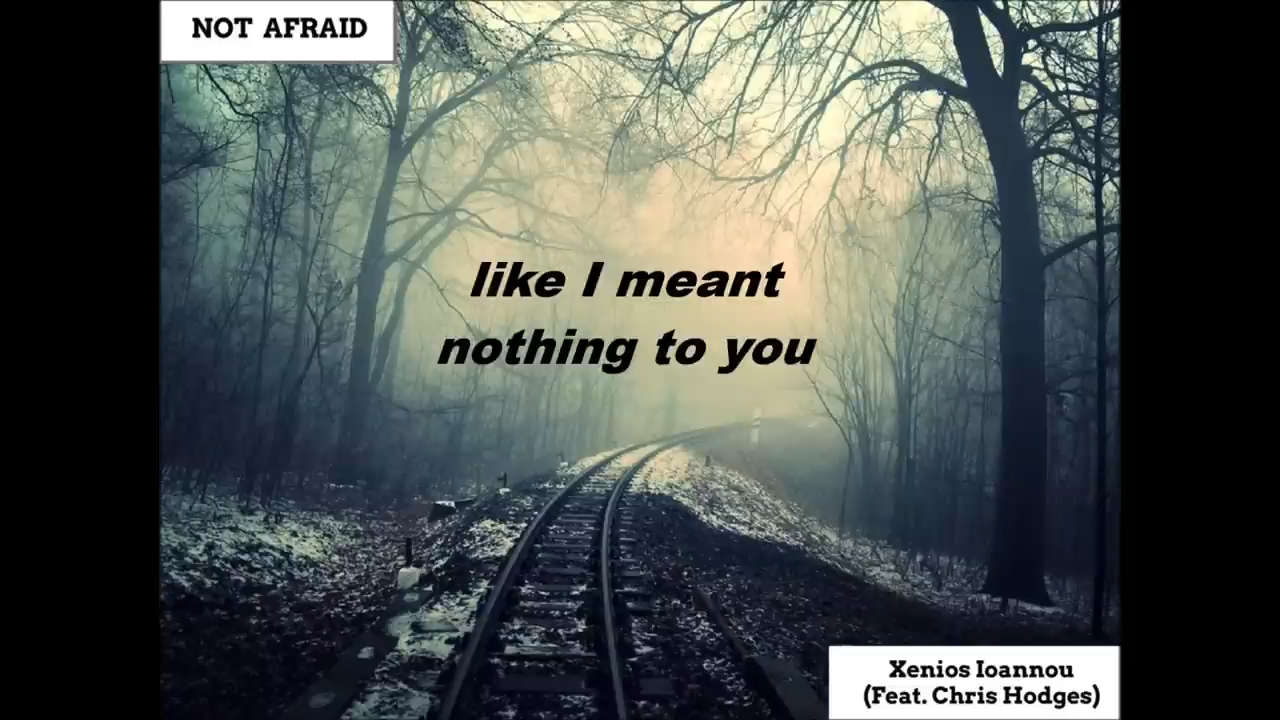 NOT AFRAID
like I meant
nothing to you
Xenios Ioannou
(Feat. Chris Hodges)